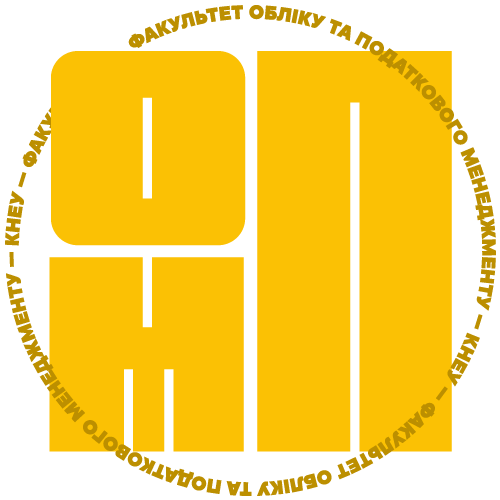 О П
М
ФАКУЛЬТЕТ ОБЛІКУ ТА ПОДАТКОВОГО МЕНЕДЖМЕНТУ — КНЕУ — ФАКУЛЬТЕТ ОБЛІКУ ТА ПОДАТКОВОГО МЕНЕДЖМЕНТУ — КНЕУ — ФАКУ